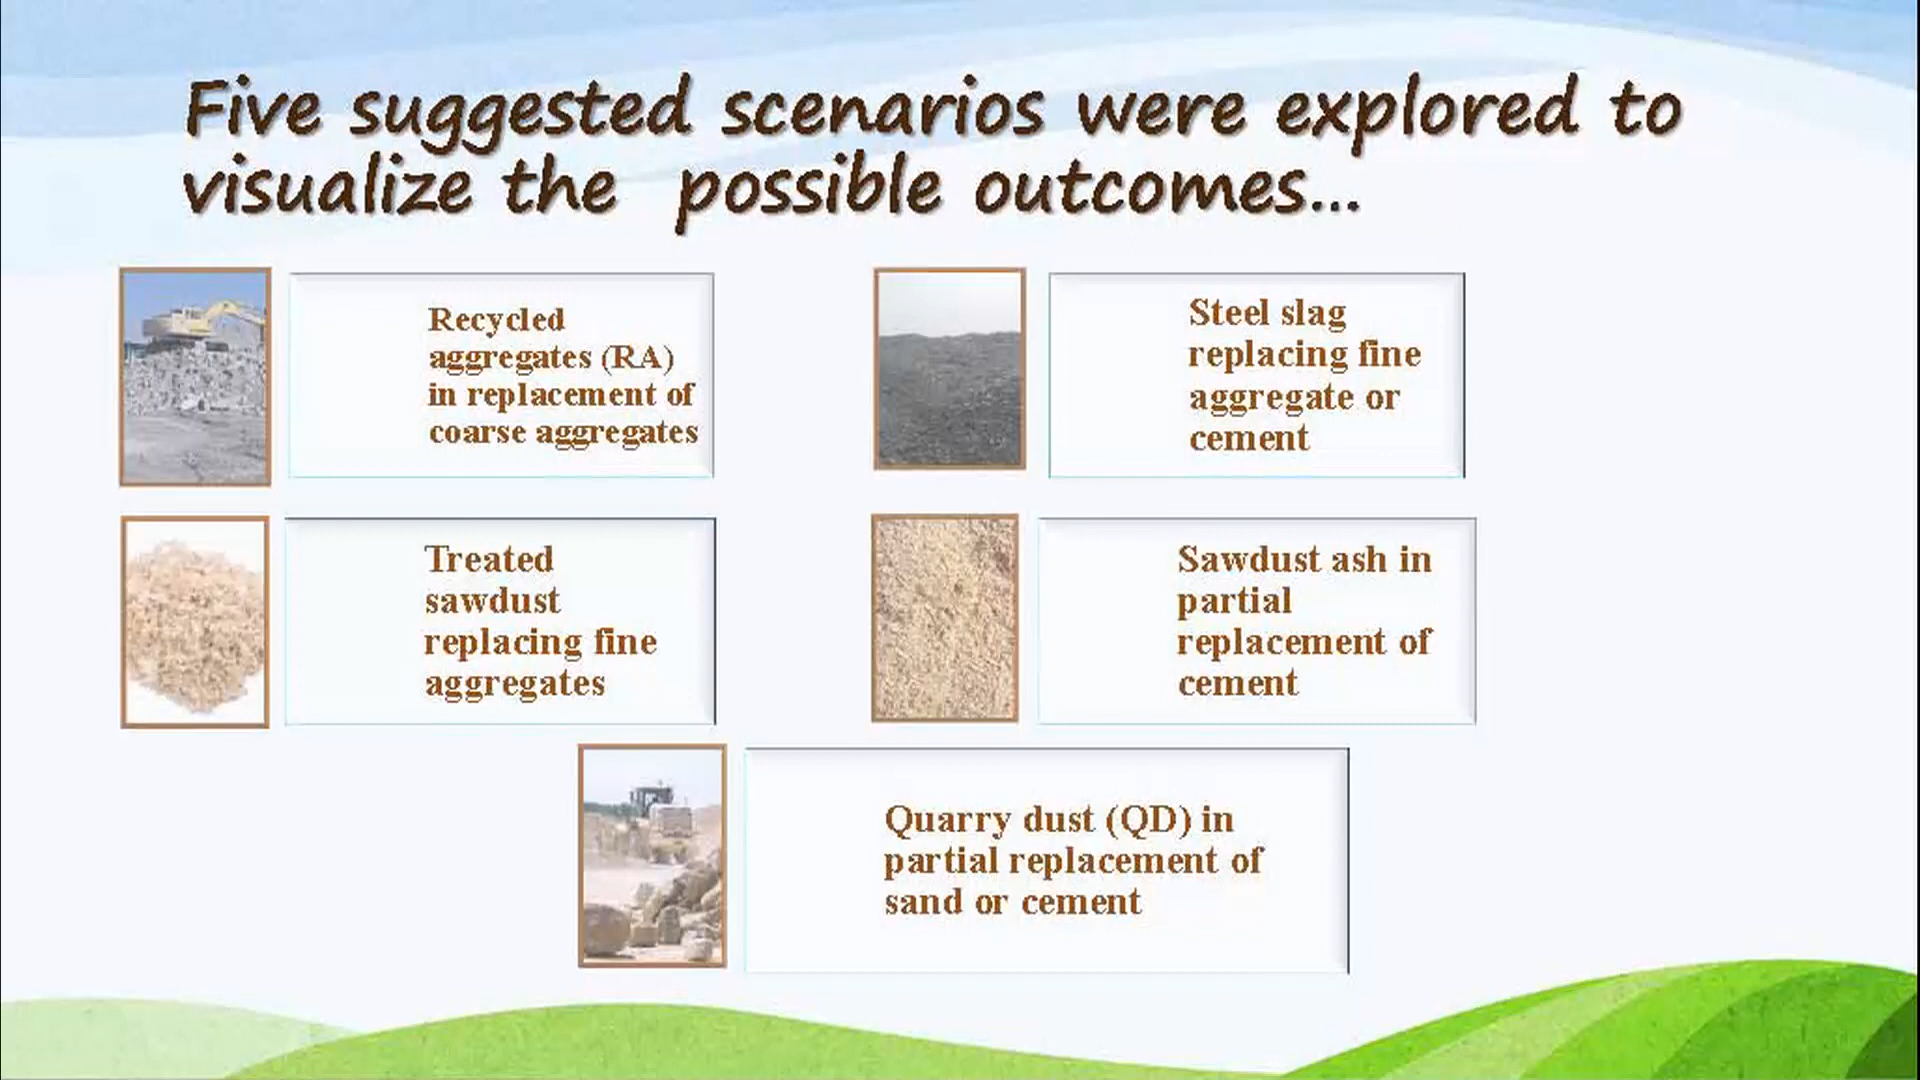 Five suggested scenarios were explored to
visualize the possible outcomes...
Recycled
aggregates (RA)
in replacement of
coarse aggregates
Steel slag
replacing fine
aggregate or
cement
Treated
sawdust
replacing fine
aggregates
Sawdust ash in
partial
replacement of
cement
Quarry dust (QD) in
partial replacement of
sand or cement